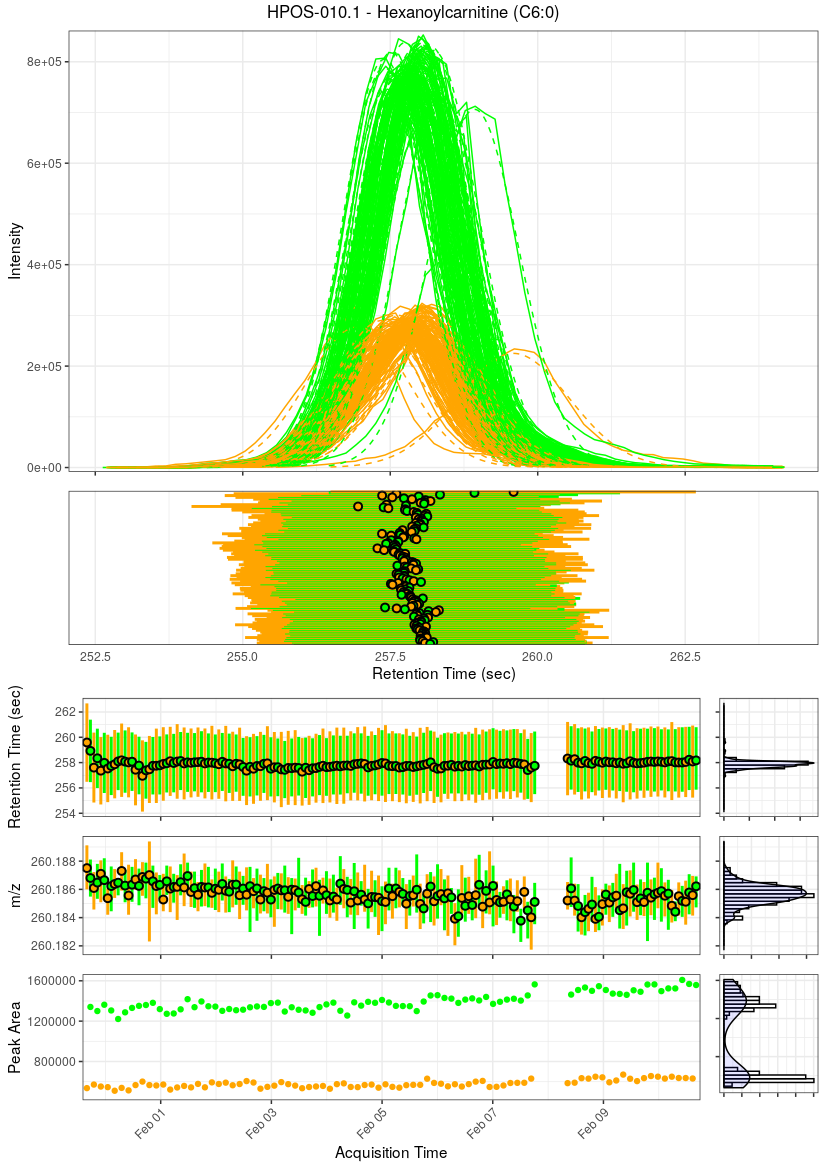 HPOS-010.1 - Hexanoylcarnitine (C6:0)
8e+05
6e+05
4e+05
2e+05
0e+00
Intensity
252.5 255.0 257.5 260.0 262.5
Retention Time (sec)
262
260
258
256
254
Retention Time (sec)
260.188
260.186
260.184
260.182
m/z
1600000
1200000
800000
Peak Area
Feb 01 Feb 03 Feb 05 Feb 07 Feb 09
Acquisition Time